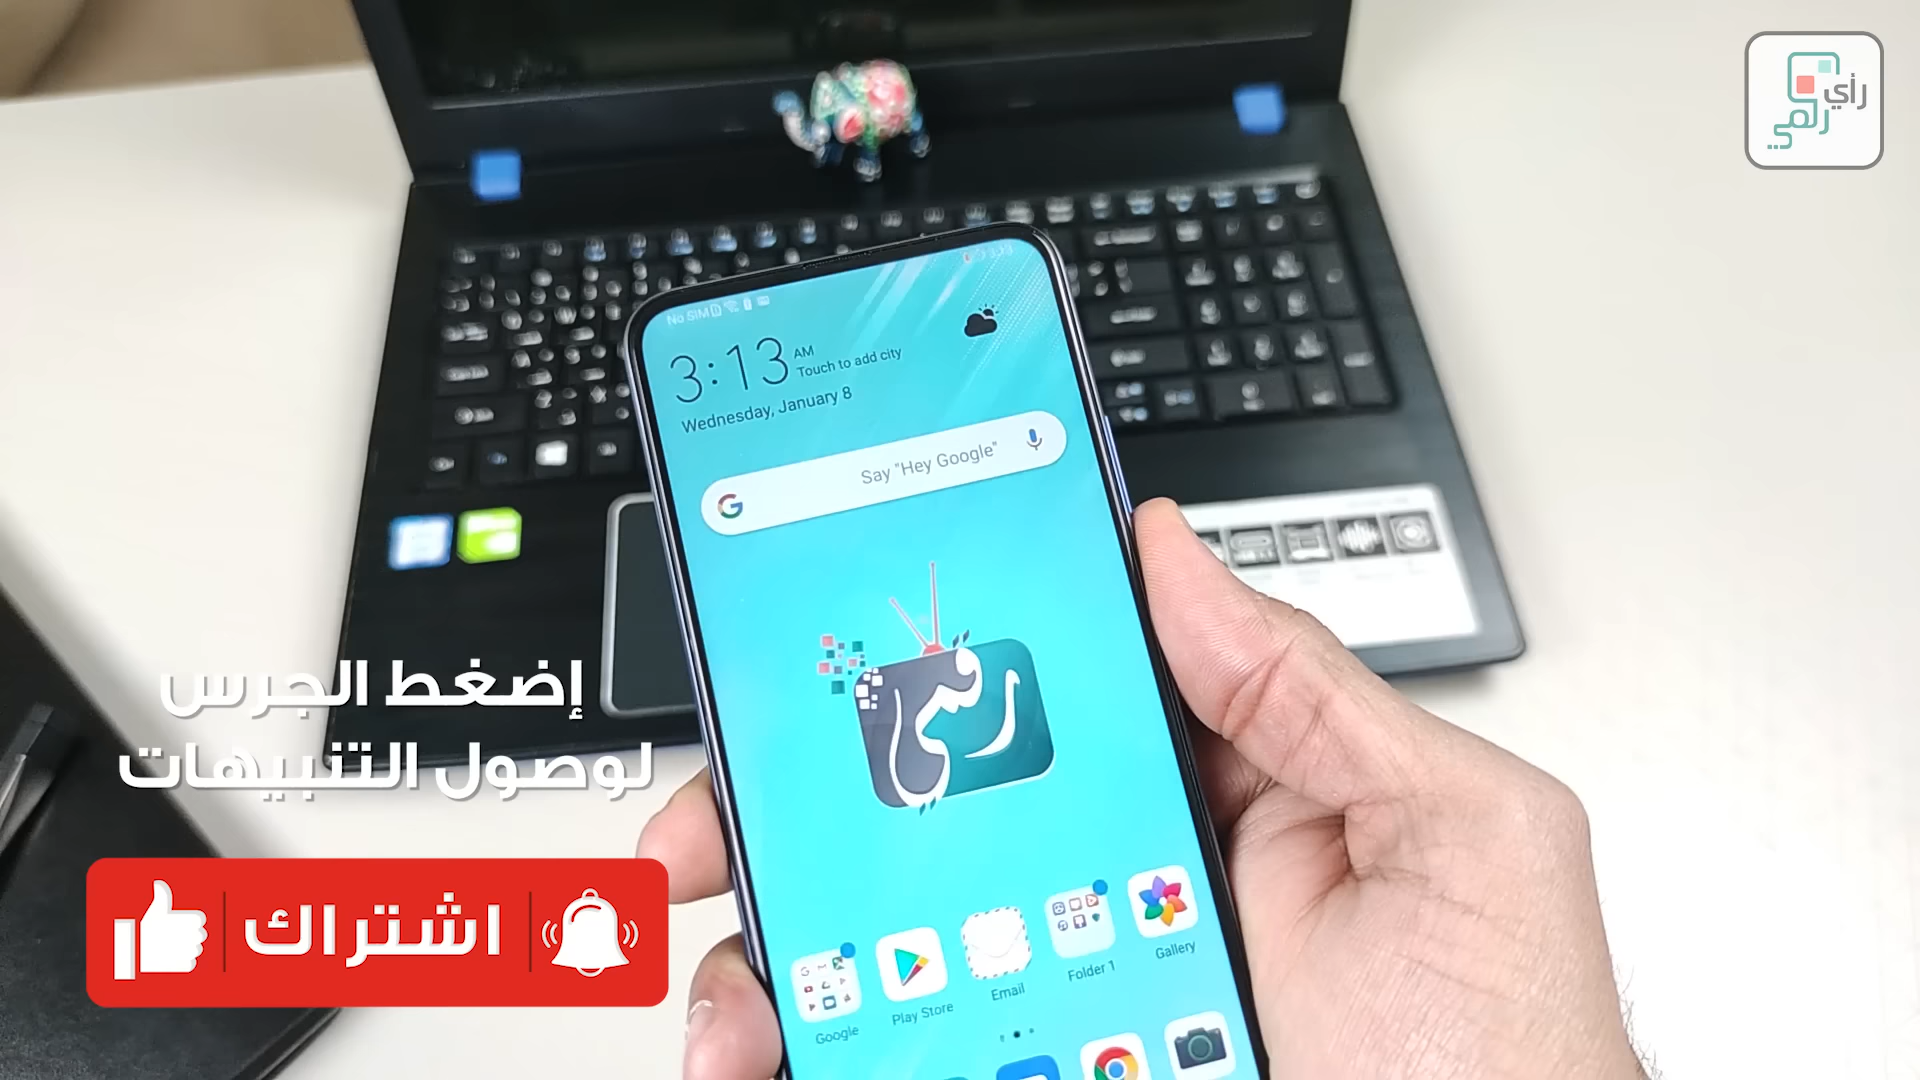 رأي
رقمي
No SIM
3:13 AM
Touch to add city
Wednesday, January 8
Say "Hey Google"
رقمي
Google
Play Store
Email
Folder 1
Gallery
إضغط الجرس
لوصول التنبيهات
اشتراك